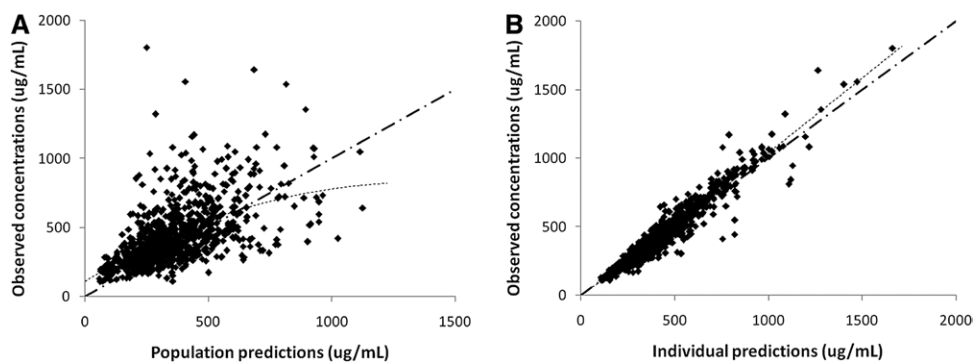 A
Observed concentrations (ug/mL)
2000
1500
1000
500
0
0 500 1000 1500
Population predictions (ug/mL)
B
Observed concentrations (ug/mL)
2000
1500
1000
500
0
0 500 1000 1500 2000
Individual predictions (ug/mL)